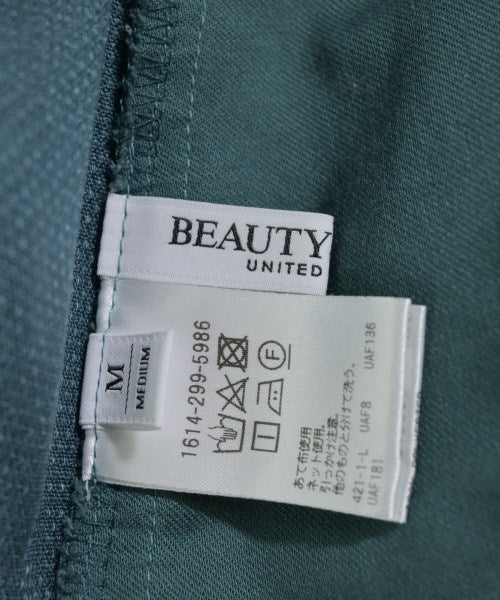 BEAUTY
UNITED
M
MEDIUM
1614-299-5986
あて布使用
ネット使用。
引っかけ注意。
他のものと分けて洗う。
421-1-L UAF8 UAF136
UAF181